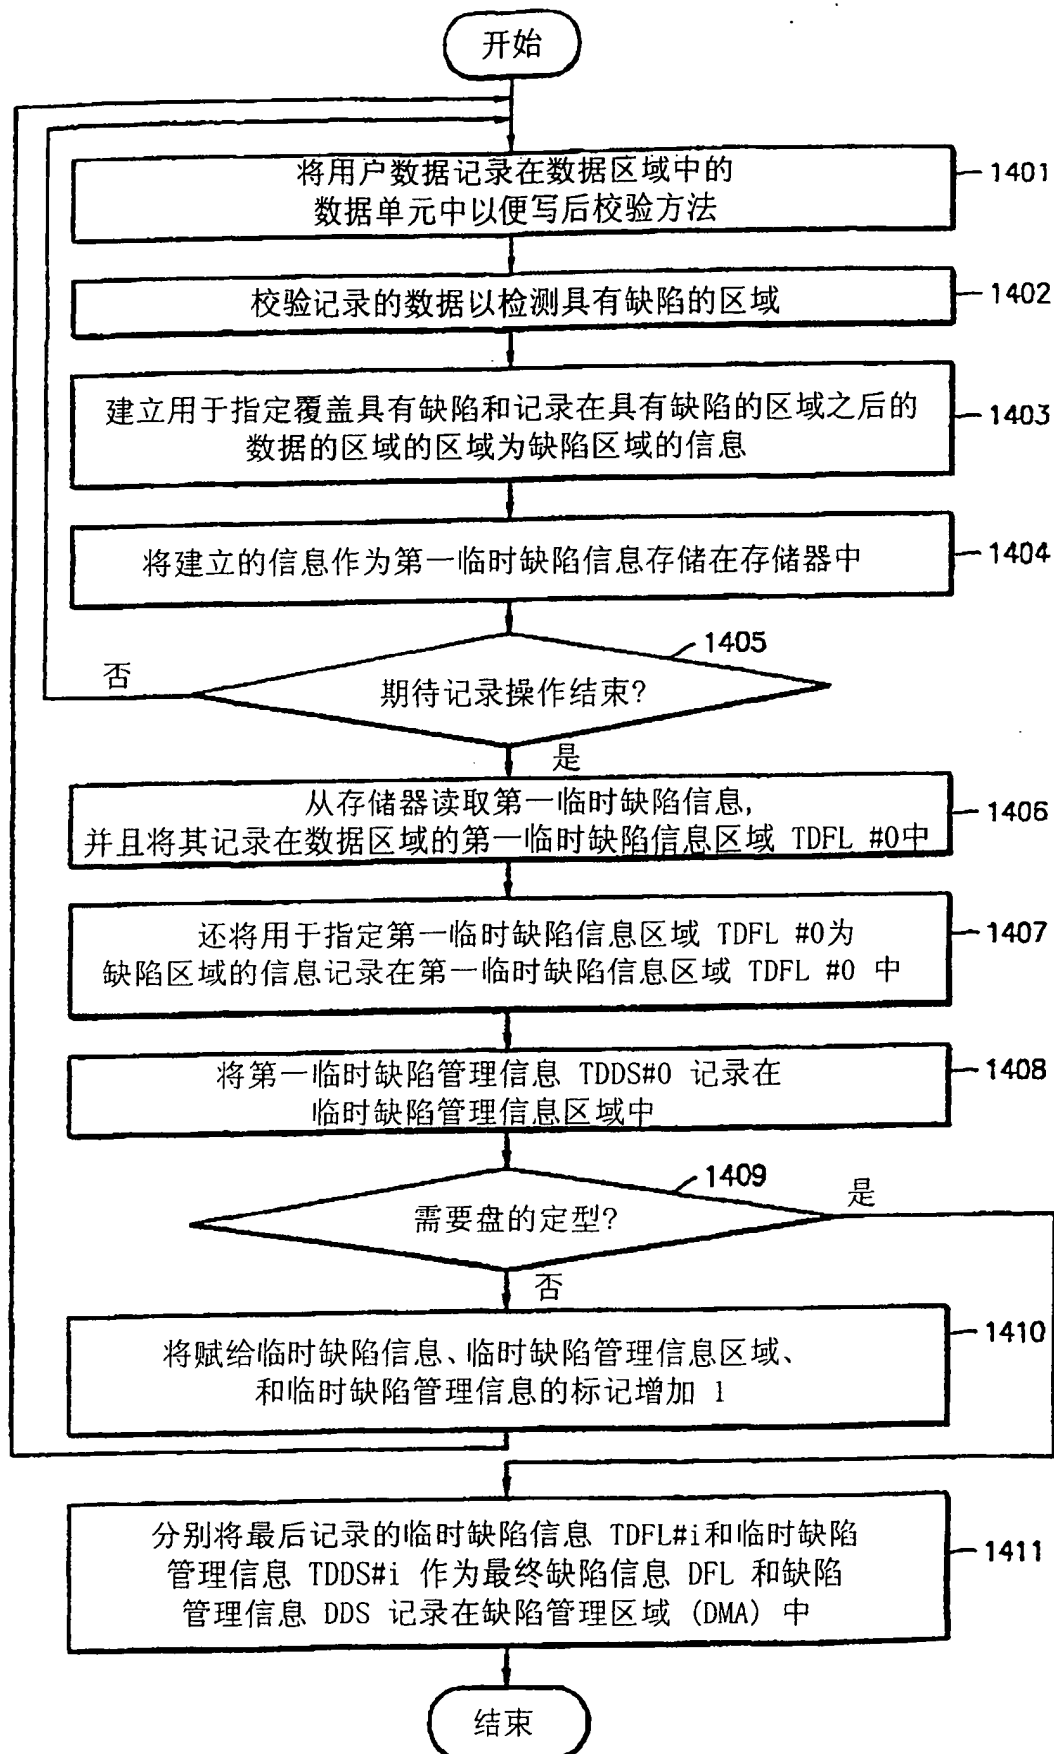 开始
将用户数据记录在数据区域中的
数据单元中以便写后校验方法
1401
校验记录的数据以检测具有缺陷的区域
1402
建立用于指定覆盖具有缺陷和记录在具有缺陷的区域之后的
数据的区域的区域为缺陷区域的信息
1403
将建立的信息作为第一临时缺陷信息存储在存储器中
1404
1405
否
期待记录操作结束?
是
从存储器读取第一临时缺陷信息,
并且将其记录在数据区域的第一临时缺陷信息区域 TDFL #0中
1406
还将用于指定第一临时缺陷信息区域 TDFL #0为
缺陷区域的信息记录在第一临时缺陷信息区域 TDFL #0 中
1407
将第一临时缺陷管理信息 TDDS#0 记录在
临时缺陷管理信息区域中
1408
1409
是
需要盘的定型?
否
将赋给临时缺陷信息、临时缺陷管理信息区域、
和临时缺陷管理信息的标记增加 1
1410
分别将最后记录的临时缺陷信息 TDFL#i和临时缺陷
管理信息 TDDS#i 作为最终缺陷信息 DFL 和缺陷
管理信息 DDS 记录在缺陷管理区域 (DMA) 中
1411
结束